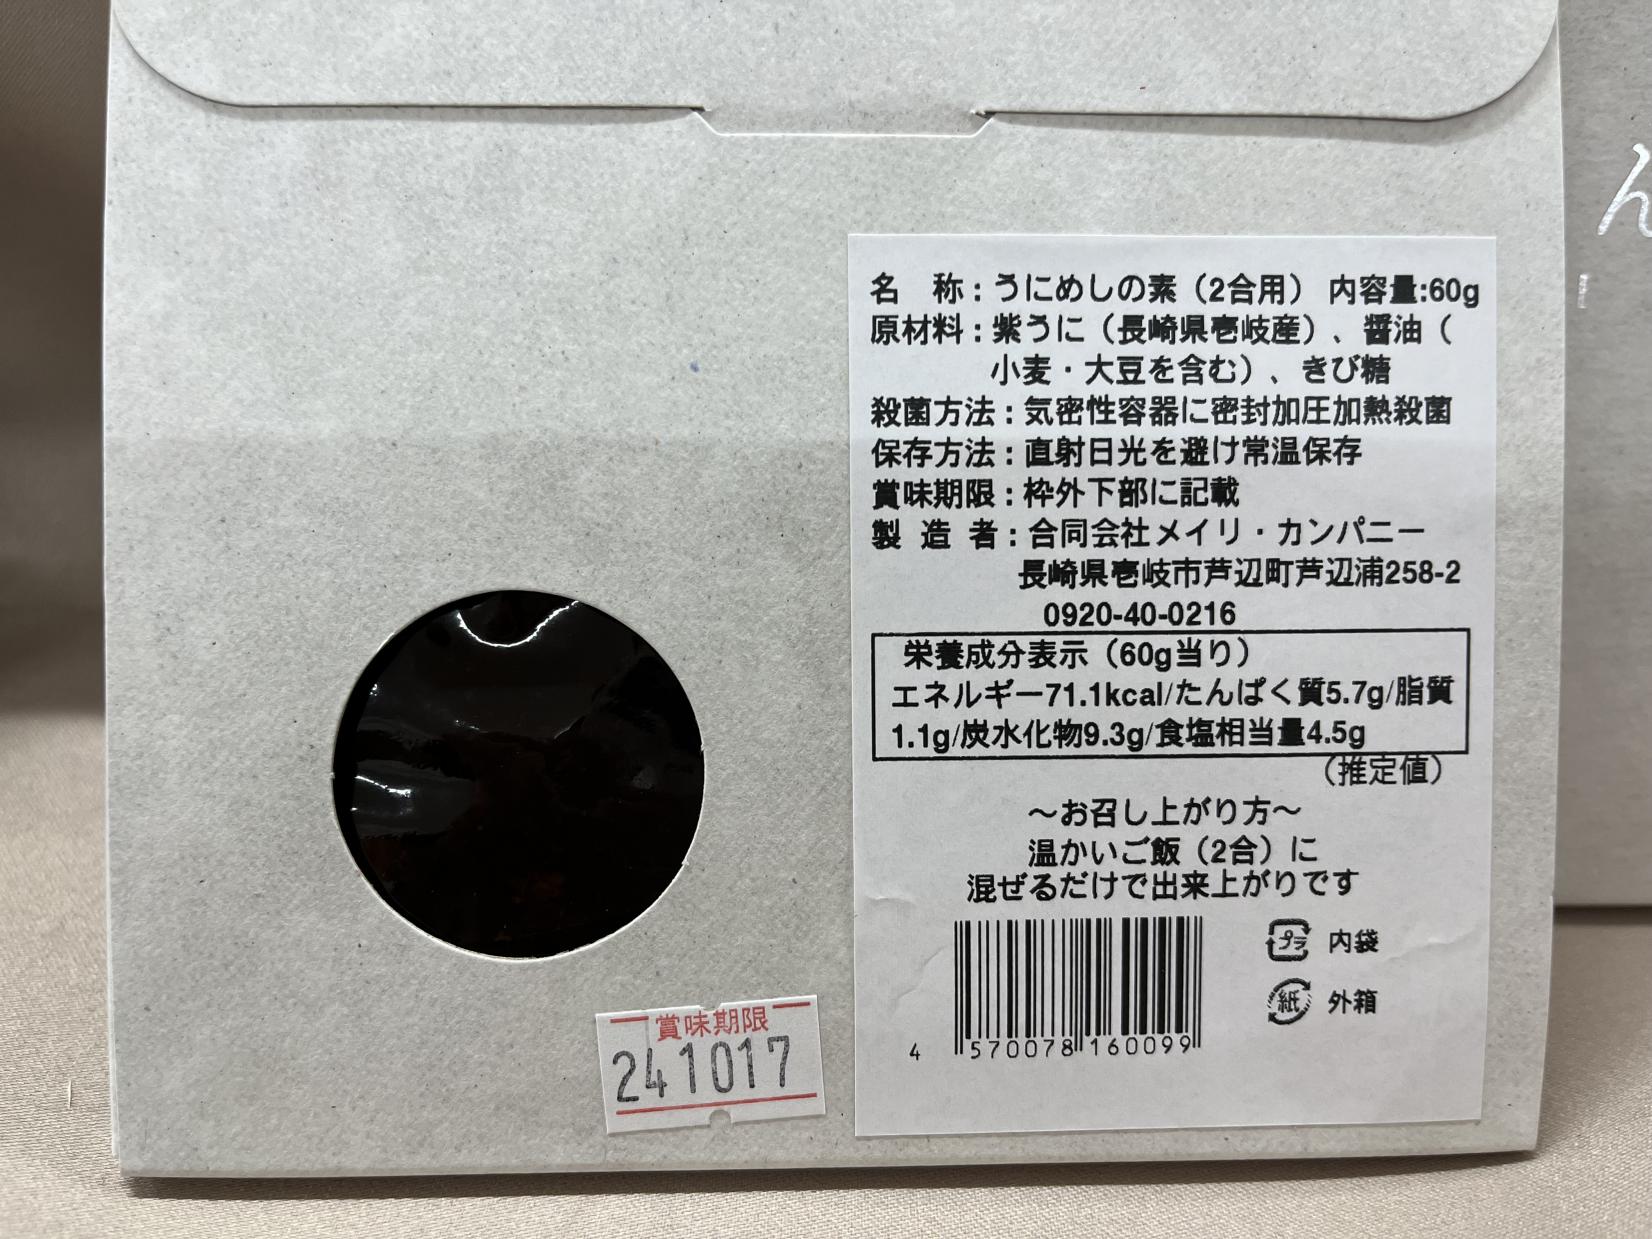 名　称：うにめしの素（2合用） 内容量:60g
原材料：紫うに（長崎県壱岐産）、醤油（
小麦・大豆を含む）、きび糖
殺菌方法：気密性容器に密封加圧加熱殺菌
保存方法：直射日光を避け常温保存
賞味期限：枠外下部に記載
製 造 者：合同会社メイリ・カンパニー
長崎県壱岐市芦辺町芦辺浦258-2
0920-40-0216
栄養成分表示（60g当り）
エネルギー71.1kcal/たんぱく質5.7g/脂質
1.1g/炭水化物9.3g/食塩相当量4.5g
（推定値）
～お召し上がり方～
温かいご飯（2合）に
混ぜるだけで出来上がりです
4 570078 160099
プラ 内袋
紙 外箱
賞味期限
241017
ん